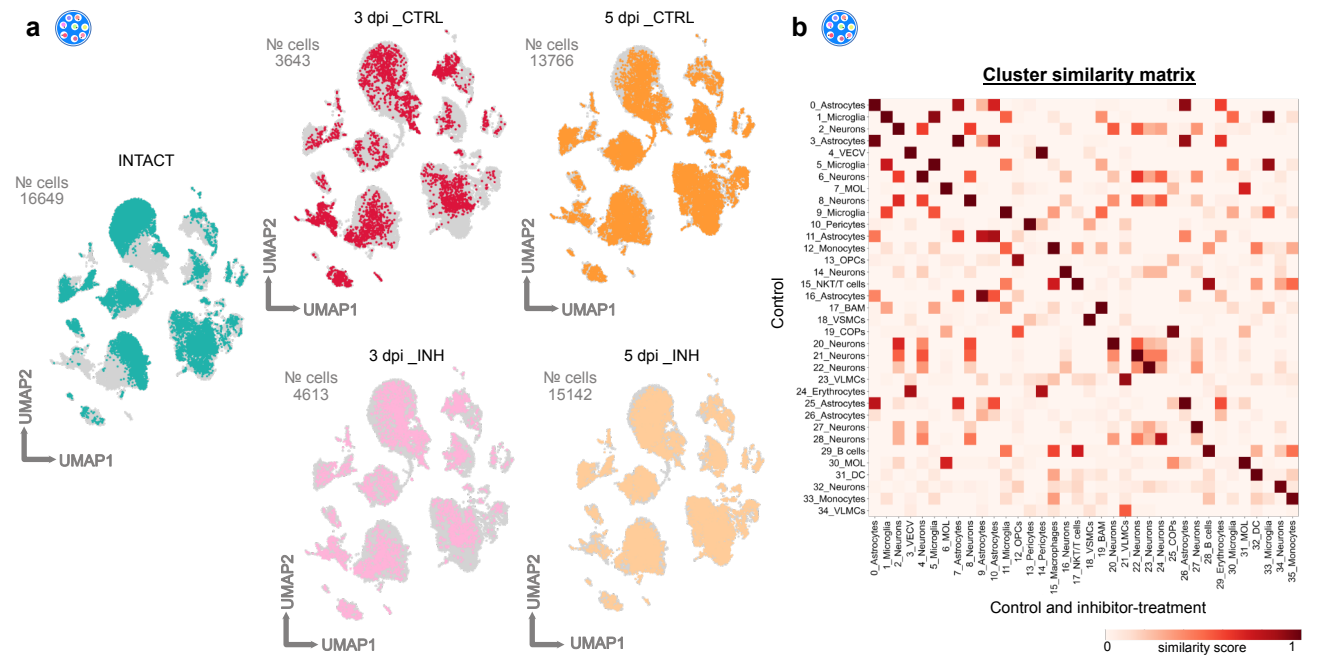 a
INTACT
№ cells
16649
UMAP2
UMAP1
3 dpi _CTRL
№ cells
3643
UMAP2
UMAP1
5 dpi _CTRL
№ cells
13766
UMAP2
UMAP1
3 dpi _INH
№ cells
4613
UMAP2
UMAP1
5 dpi _INH
№ cells
15142
UMAP2
UMAP1
b
Cluster similarity matrix
Control
0_Astrocytes
1_Microglia
2_Neurons
3_Astrocytes
4_VECV
5_Microglia
6_Neurons
7_MOL
8_Neurons
9_Microglia
10_Pericytes
11_Astrocytes
12_Monocytes
13_OPCs
14_Neurons
15_NKT/T cells
16_Astrocytes
17_BAM
18_VSMCs
19_COPs
20_Neurons
21_Neurons
22_Neurons
23_VLMCs
24_Erythrocytes
25_Astrocytes
26_Astrocytes
27_Neurons
28_Neurons
29_B cells
30_MOL
31_DC
32_Neurons
33_Monocytes
34_VLMCs
0_Astrocytes
1_Microglia
2_Neurons
3_VECV
4_Neurons
5_Microglia
6_MOL
7_Astrocytes
8_Neurons
9_Astrocytes
10_Astrocytes
11_Microglia
12_OPCs
13_Pericytes
14_Pericytes
15_Macrophages
16_Neurons
17_NKT/T cells
18_VSMCs
19_BAM
20_Neurons
21_VLMCs
22_Neurons
23_Neurons
24_Neurons
25_COPs
26_Astrocytes
27_Neurons
28_B cells
29_Erythrocytes
30_Microglia
31_MOL
32_DC
33_Microglia
34_Neurons
35_Monocytes
Control and inhibitor-treatment
0 similarity score 1